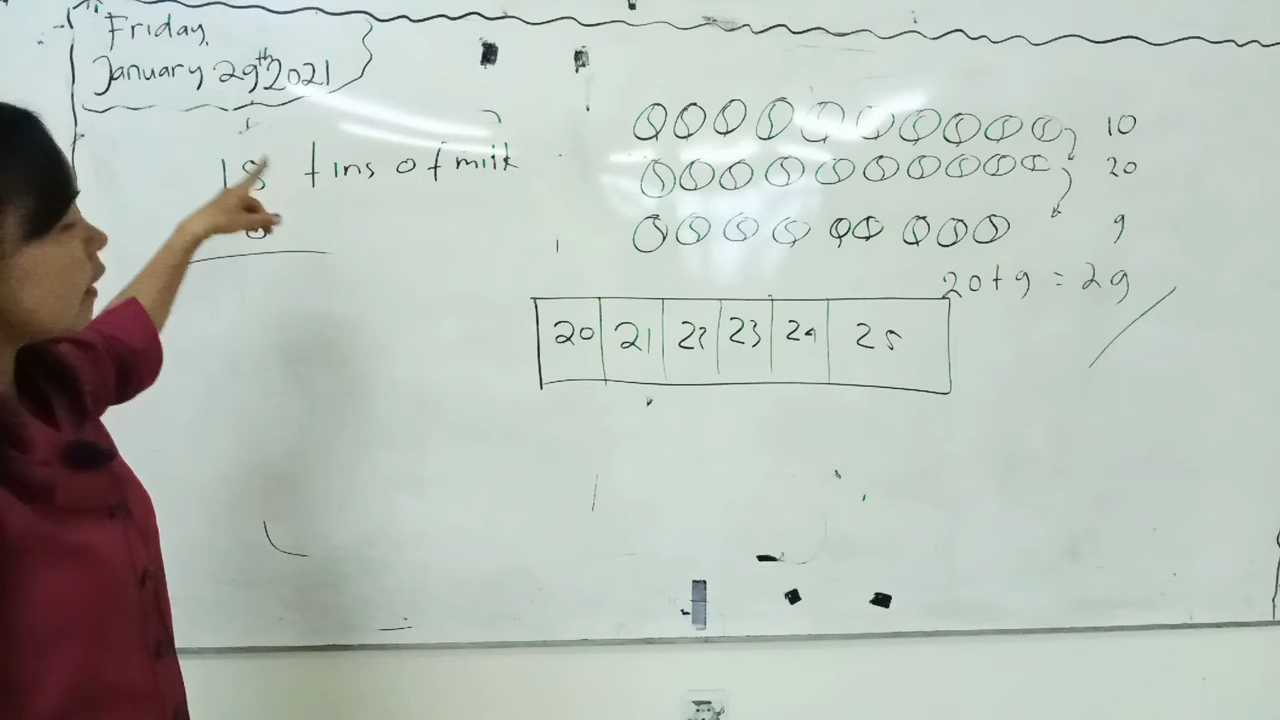 Friday,
January 29th 2021
18 tins of milk
10
20
9
20 + 9 = 29
20 21 22 23 24 25